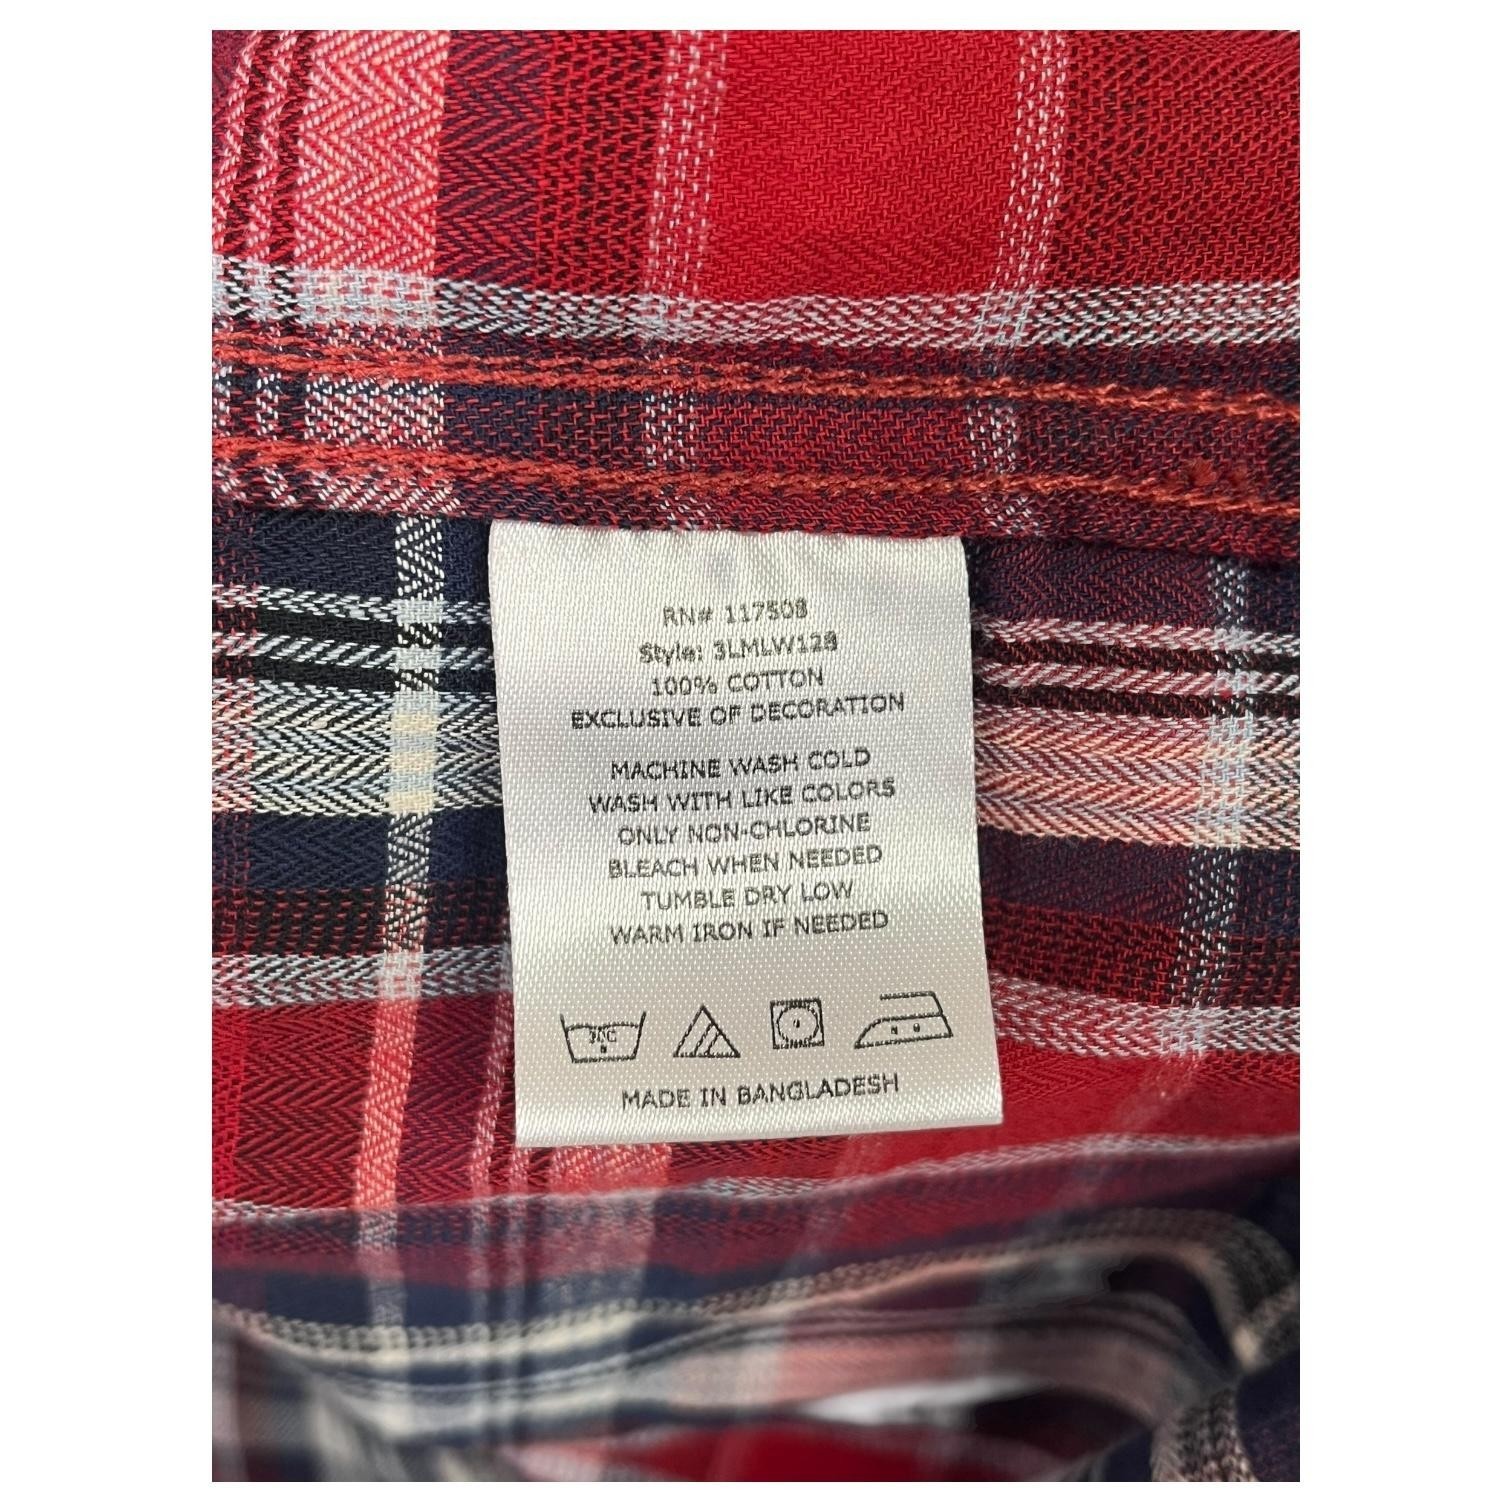 RN# 117508
Style: 3LMLW128
100% COTTON
EXCLUSIVE OF DECORATION
MACHINE WASH COLD
WASH WITH LIKE COLORS
ONLY NON-CHLORINE
BLEACH WHEN NEEDED
TUMBLE DRY LOW
WARM IRON IF NEEDED
30C
MADE IN BANGLADESH